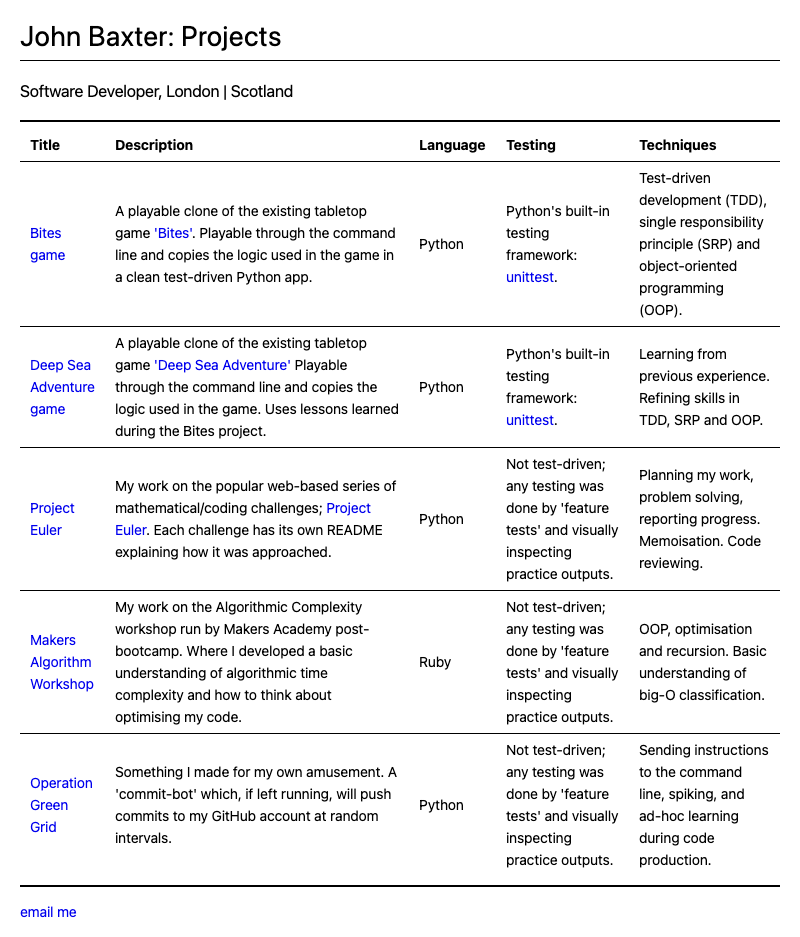 John Baxter: Projects
Software Developer, London | Scotland
Title Description Language Testing Techniques
Bites
game
A playable clone of the existing tabletop
game 'Bites'. Playable through the command
line and copies the logic used in the game in
a clean test-driven Python app.
Python
Python's built-in
testing
framework:
unittest.
Test-driven
development (TDD),
single responsibility
principle (SRP) and
object-oriented
programming
(OOP).
Deep Sea
Adventure
game
A playable clone of the existing tabletop
game 'Deep Sea Adventure' Playable
through the command line and copies the
logic used in the game. Uses lessons learned
during the Bites project.
Python
Python's built-in
testing
framework:
unittest.
Learning from
previous experience.
Refining skills in
TDD, SRP and OOP.
Project
Euler
My work on the popular web-based series of
mathematical/coding challenges; Project
Euler. Each challenge has its own README
explaining how it was approached.
Python
Not test-driven;
any testing was
done by 'feature
tests' and visually
inspecting
practice outputs.
Planning my work,
problem solving,
reporting progress.
Memoisation. Code
reviewing.
Makers
Algorithm
Workshop
My work on the Algorithmic Complexity
workshop run by Makers Academy post-
bootcamp. Where I developed a basic
understanding of algorithmic time
complexity and how to think about
optimising my code.
Ruby
Not test-driven;
any testing was
done by 'feature
tests' and visually
inspecting
practice outputs.
OOP, optimisation
and recursion. Basic
understanding of
big-O classification.
Operation
Green
Grid
Something I made for my own amusement. A
'commit-bot' which, if left running, will push
commits to my GitHub account at random
intervals.
Python
Not test-driven;
any testing was
done by 'feature
tests' and visually
inspecting
practice outputs.
Sending instructions
to the command
line, spiking, and
ad-hoc learning
during code
production.
email me